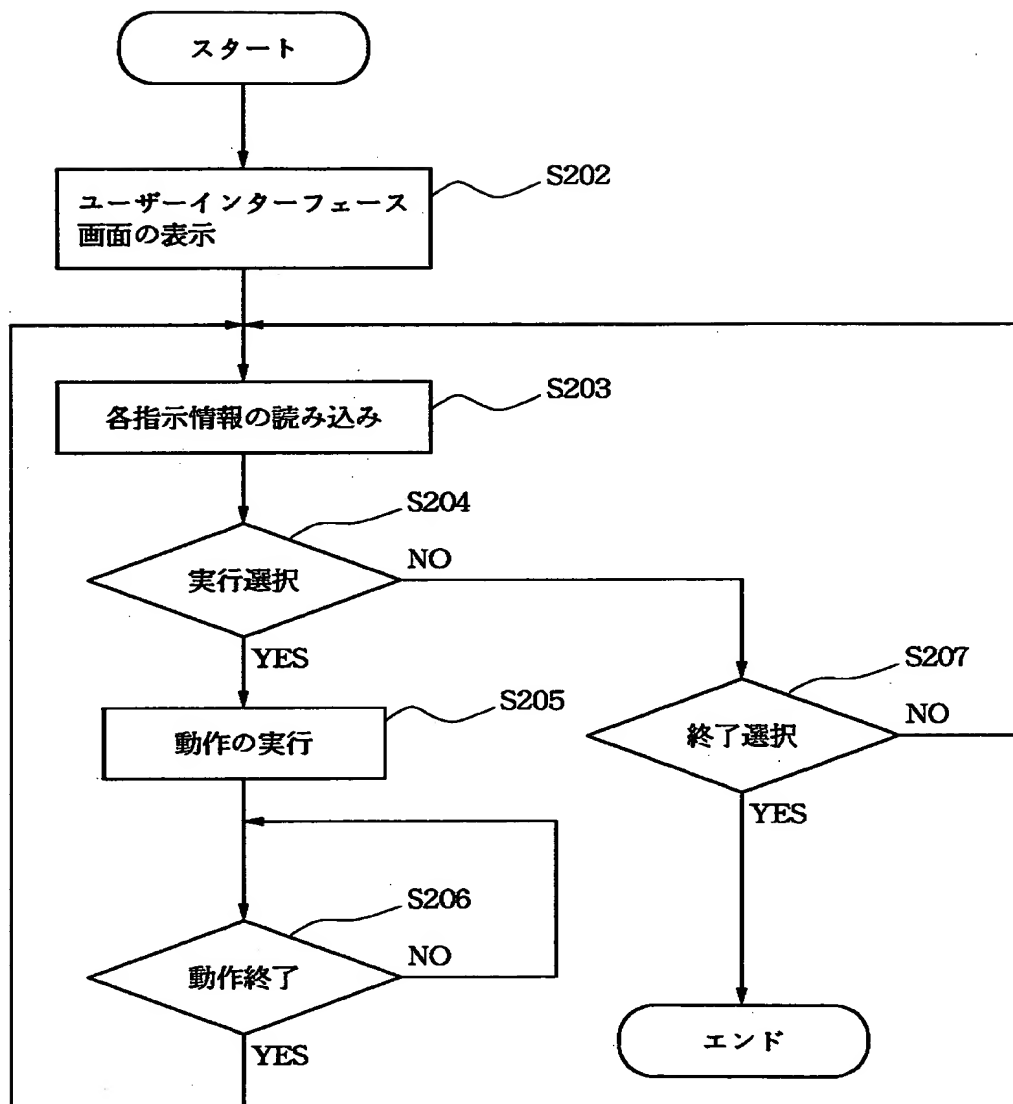 スタート
S202
ユーザーインターフェース
画面の表示
S203
各指示情報の読み込み
S204
実行選択
NO
YES
S205
動作の実行
S206
動作終了
NO
YES
S207
終了選択
NO
YES
エンド